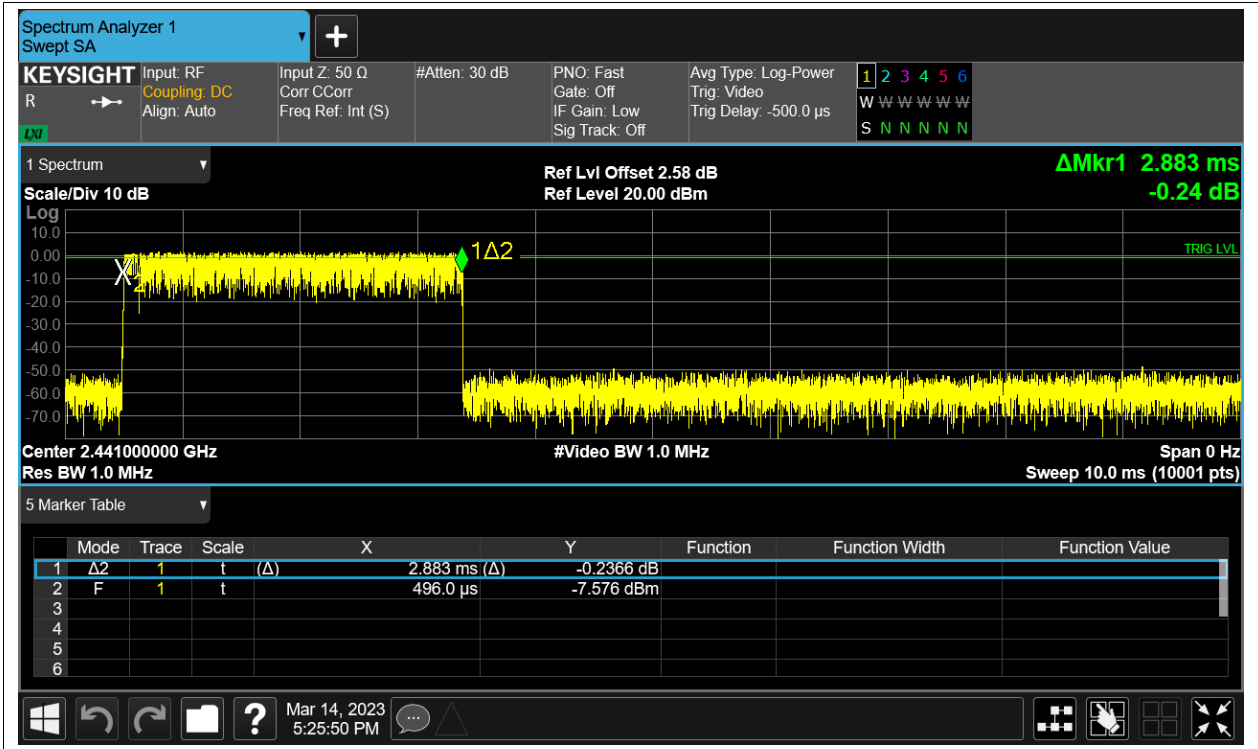 Spectrum Analyzer 1
Swept SA
KEYSIGHT
R
LXI
Input: RF
Coupling: DC
Align: Auto
Input Z: 50 Ω
Corr CCorr
Freq Ref: Int (S)
#Atten: 30 dB
PNO: Fast
Gate: Off
IF Gain: Low
Sig Track: Off
Avg Type: Log-Power
Trig: Video
Trig Delay: -500.0 µs
1 2 3 4 5 6
W W W W W W
S N N N N N
1 Spectrum
Scale/Div 10 dB
Ref Lvl Offset 2.58 dB
Ref Level 20.00 dBm
ΔMkr1 2.883 ms
-0.24 dB
Log
10.0
0.00
-10.0
-20.0
-30.0
-40.0
-50.0
-60.0
-70.0
X
2
1Δ2
TRIG LVL
Center 2.441000000 GHz
#Video BW 1.0 MHz
Span 0 Hz
Res BW 1.0 MHz
Sweep 10.0 ms (10001 pts)
5 Marker Table
Mode Trace Scale X Y Function Function Width Function Value
1 Δ2 1 t (Δ) 2.883 ms (Δ) -0.2366 dB
2 F 1 t 496.0 µs -7.576 dBm
3
4
5
6
?
Mar 14, 2023
5:25:50 PM